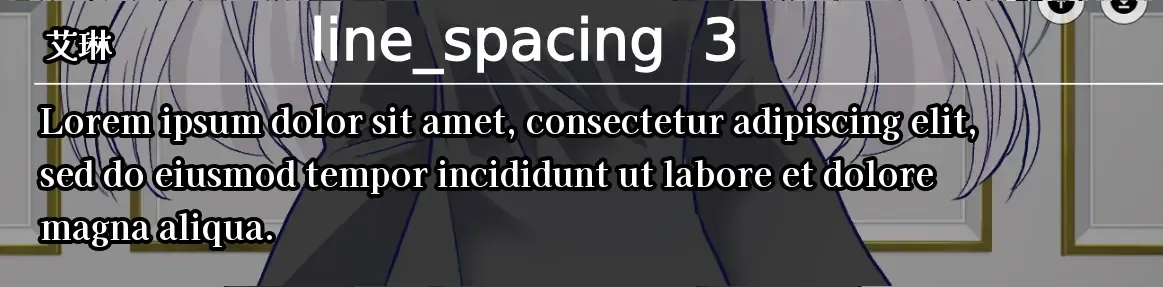 艾琳
line_spacing 3
Lorem ipsum dolor sit amet, consectetur adipiscing elit,
sed do eiusmod tempor incididunt ut labore et dolore
magna aliqua.